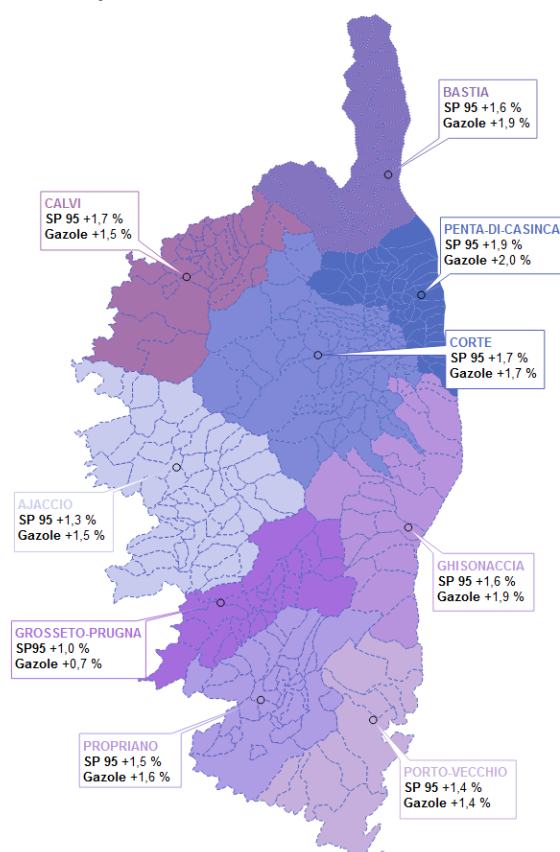 BASTIA
SP 95 +1,6 %
Gazole +1,9 %
CALVI
SP 95 +1,7 %
Gazole +1,5 %
PENTA-DI-CASINCA
SP 95 +1,9 %
Gazole +2,0 %
CORTE
SP 95 +1,7 %
Gazole +1,7 %
AJACCIO
SP 95 +1,3 %
Gazole +1,5 %
GHISONACCIA
SP 95 +1,6 %
Gazole +1,9 %
GROSSETO-PRUGNA
SP95 +1,0 %
Gazole +0,7 %
PROPRIANO
SP 95 +1,5 %
Gazole +1,6 %
PORTO-VECCHIO
SP 95 +1,4 %
Gazole +1,4 %